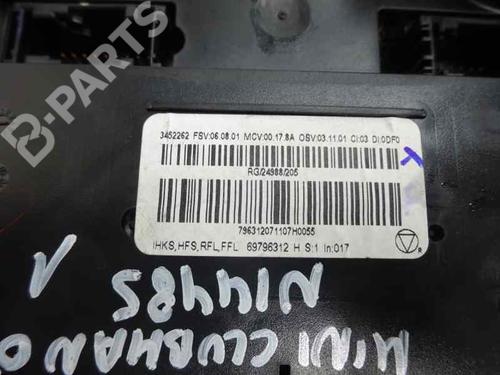 B-PARTS
3452262 FSV:06.08.01 MCV:00.17.8A OSV:03.11.01 CI:03 DI:0DF0
RG/24988/205
796312071107H0055
IHKS,HFS,RFL,FFL 69796312 H S:1 In:017
N1448S
MINI CLUBMAN